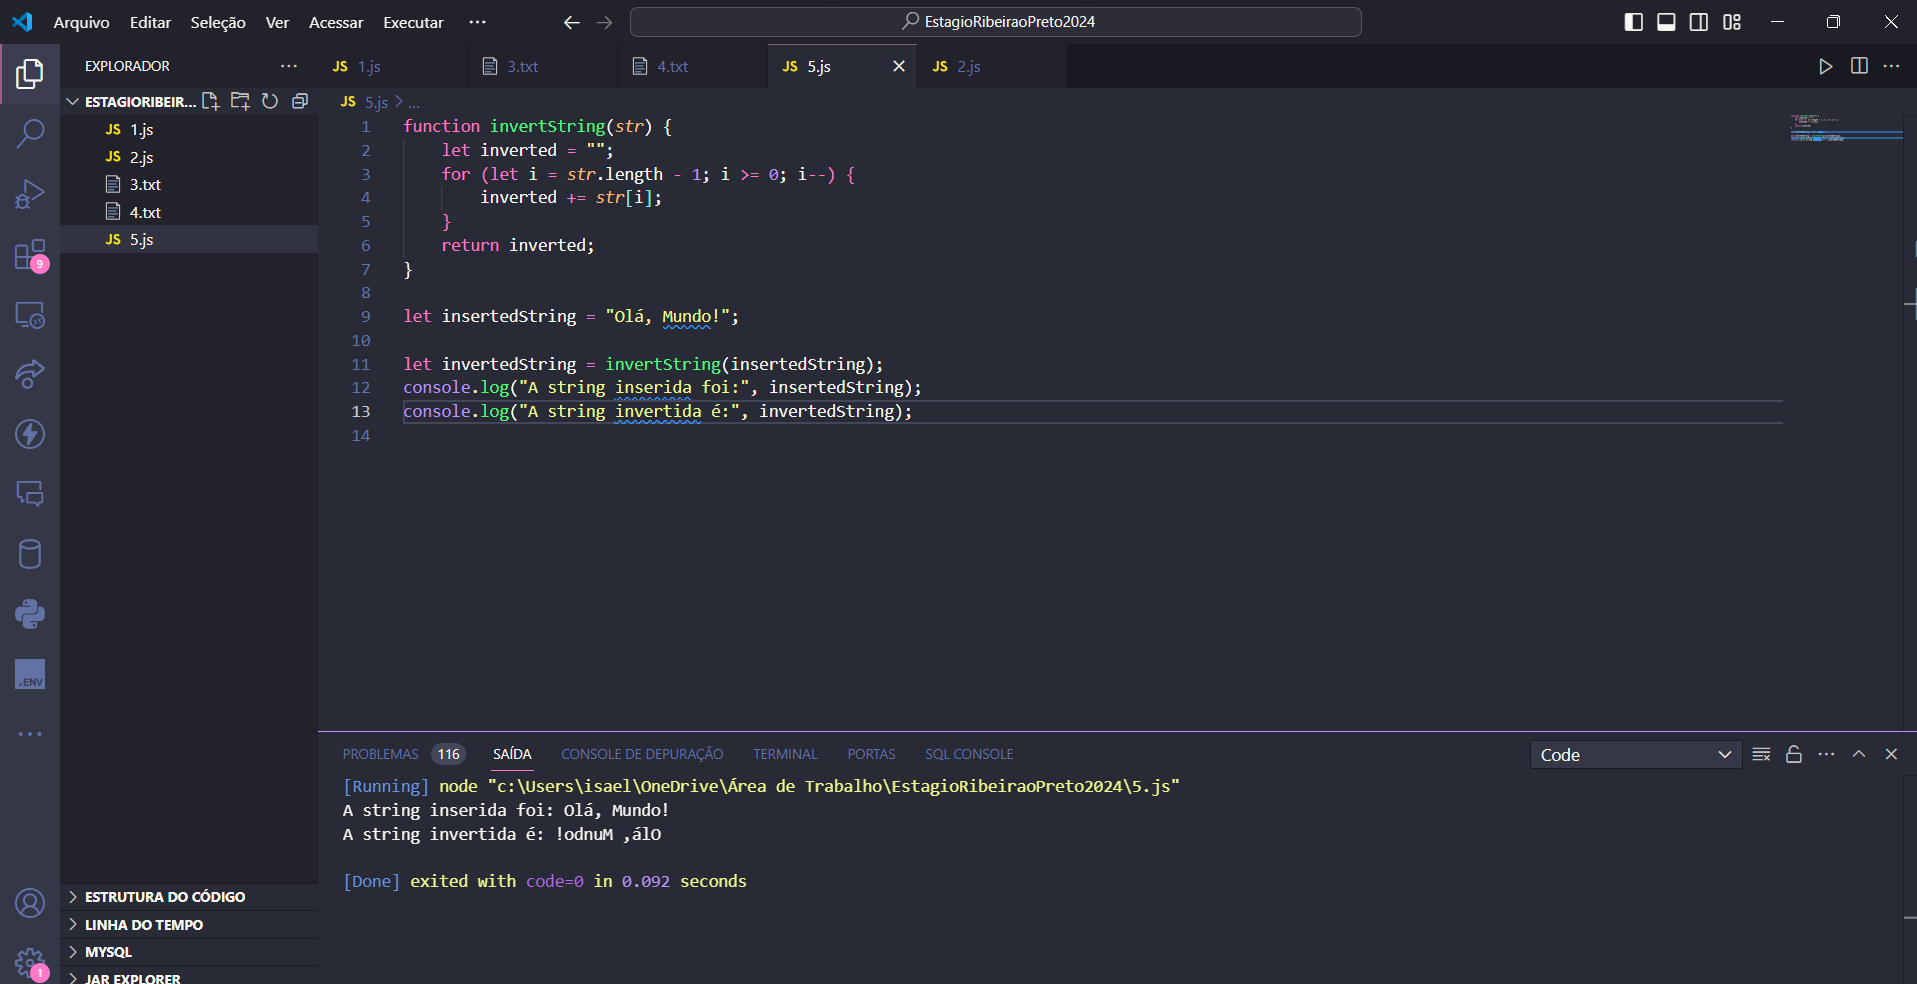 Arquivo Editar Seleção Ver Acessar Executar ···
EstagioRibeiraoPreto2024
EXPLORADOR
ESTAGIORIBEIR...
JS 1.js
JS 2.js
3.txt
4.txt
JS 5.js
9
.ENV
1
ESTRUTURA DO CÓDIGO
LINHA DO TEMPO
MYSQL
JAR EXPLORER
JS 1.js 3.txt 4.txt JS 5.js JS 2.js
JS 5.js > ...
1 function invertString(str) {
2 let inverted = "";
3 for (let i = str.length - 1; i >= 0; i--) {
4 inverted += str[i];
5 }
6 return inverted;
7 }
8
9 let insertedString = "Olá, Mundo!";
10
11 let invertedString = invertString(insertedString);
12 console.log("A string inserida foi:", insertedString);
13 console.log("A string invertida é:", invertedString);
14
PROBLEMAS 116 SAÍDA CONSOLE DE DEPURAÇÃO TERMINAL PORTAS SQL CONSOLE Code
[Running] node "c:\Users\isael\OneDrive\Área de Trabalho\EstagioRibeiraoPreto2024\5.js"
A string inserida foi: Olá, Mundo!
A string invertida é: !odnuM ,álO
[Done] exited with code=0 in 0.092 seconds